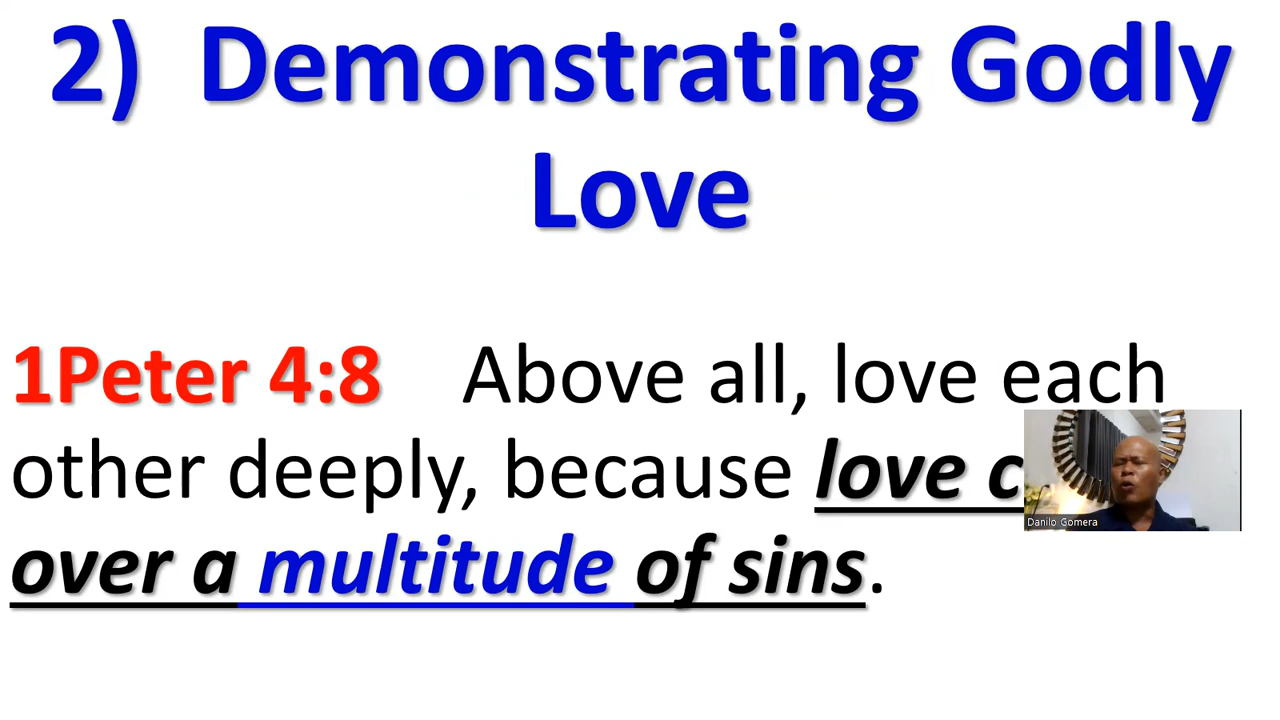 2) Demonstrating Godly
Love
1Peter 4:8 Above all, love each
other deeply, because love
Danilo Gomera
over a multitude of sins.